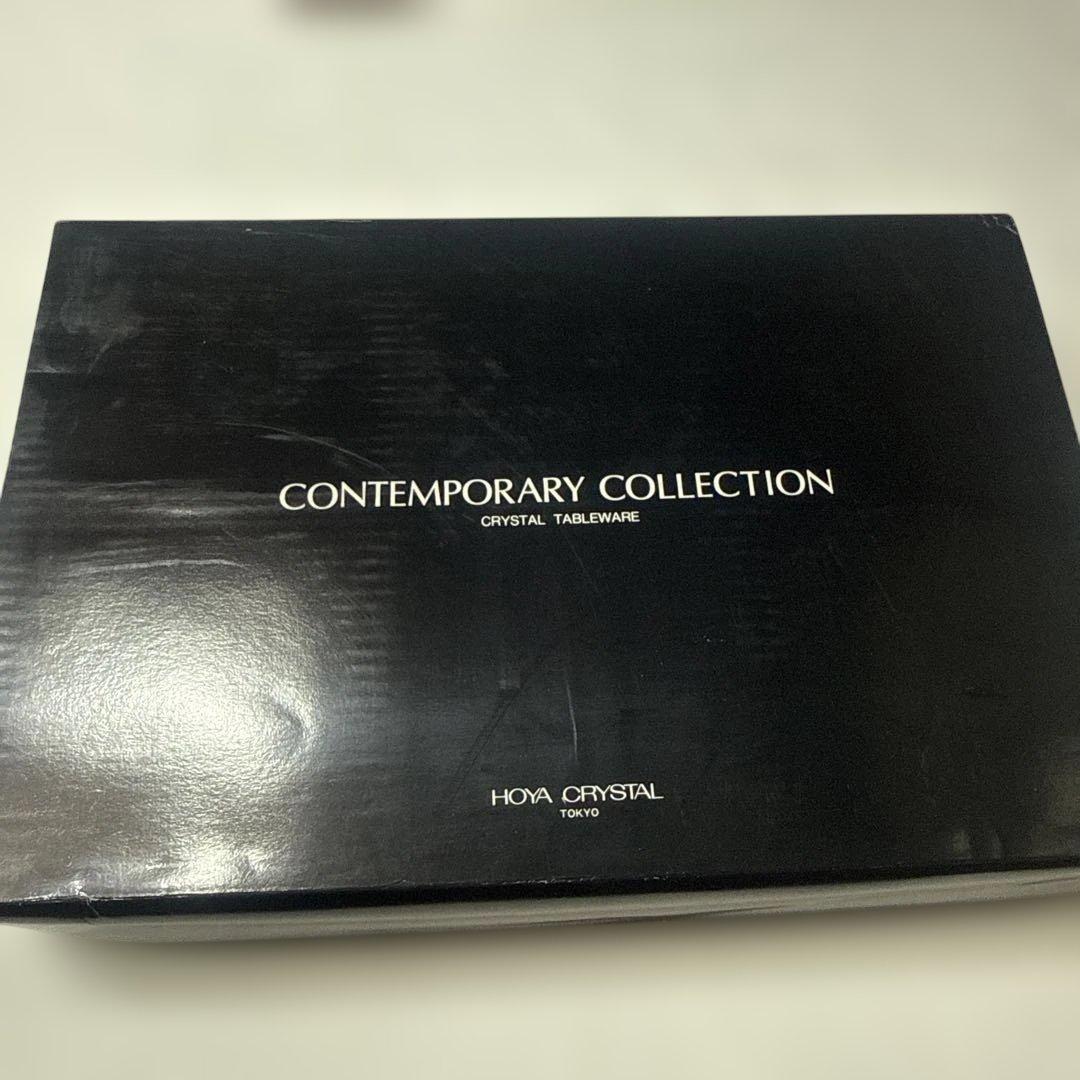 CONTEMPORARY COLLECTION
CRYSTAL TABLEWARE
HOYA CRYSTAL
TOKYO